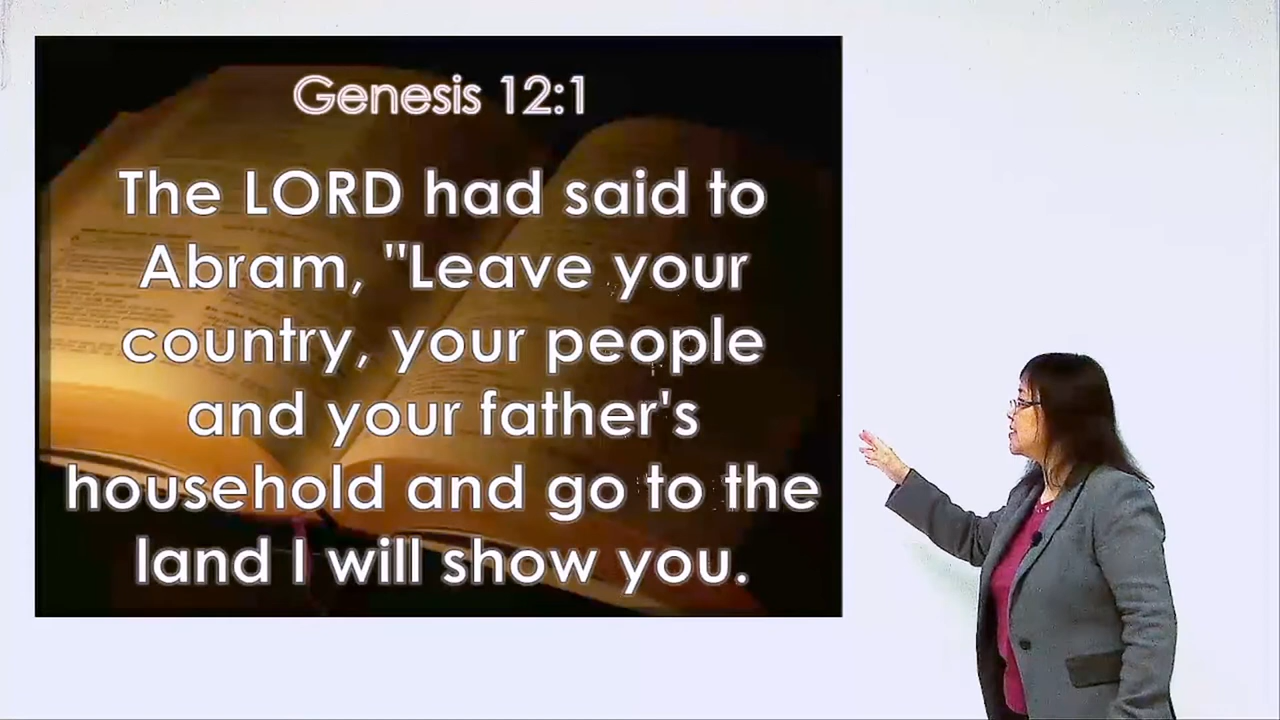 Genesis 12:1
The LORD had said to
Abram, "Leave your
country, your people
and your father's
household and go to the
land I will show you.